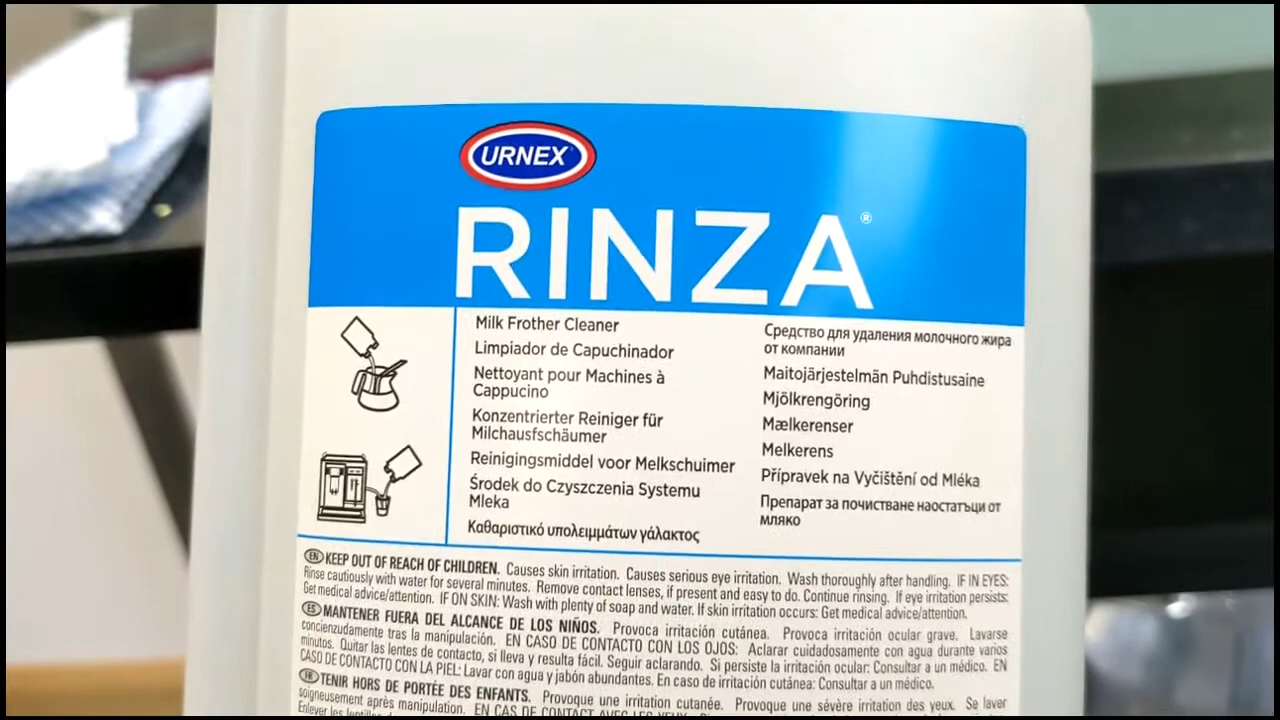 URNEX
RINZA®
Milk Frother Cleaner
Limpiador de Capuchinador
Nettoyant pour Machines à
Cappucino
Konzentrierter Reiniger für
Milchausfschäumer
Reinigingsmiddel voor Melkschuimer
Środek do Czyszczenia Systemu
Mleka
Καθαριστικό υπολειμμάτων γάλακτος
Средство для удаления молочного жира
от компании
Maitojärjestelmän Puhdistusaine
Mjölkrengöring
Mælkerenser
Melkerens
Přípravek na Vyčištění od Mléka
Препарат за почистване наостатъци от
мляко
EN KEEP OUT OF REACH OF CHILDREN. Causes skin irritation. Causes serious eye irritation. Wash thoroughly after handling. IF IN EYES:
Rinse cautiously with water for several minutes. Remove contact lenses, if present and easy to do. Continue rinsing. If eye irritation persists:
Get medical advice/attention. IF ON SKIN: Wash with plenty of soap and water. If skin irritation occurs: Get medical advice/attention.
ES MANTENER FUERA DEL ALCANCE DE LOS NIÑOS. Provoca irritación cutánea. Provoca irritación ocular grave. Lavarse
concienzudamente tras la manipulación. EN CASO DE CONTACTO CON LOS OJOS: Aclarar cuidadosamente con agua durante varios
minutos. Quitar las lentes de contacto, si lleva y resulta fácil. Seguir aclarando. Si persiste la irritación ocular: Consultar a un médico. EN
CASO DE CONTACTO CON LA PIEL: Lavar con agua y jabón abundantes. En caso de irritación cutánea: Consultar a un médico.
FR TENIR HORS DE PORTÉE DES ENFANTS. Provoque une irritation cutanée. Provoque une sévère irritation des yeux. Se laver
soigneusement après manipulation. EN CAS DE CONTACT AVEC LES YEUX:
Enlever les lentilles